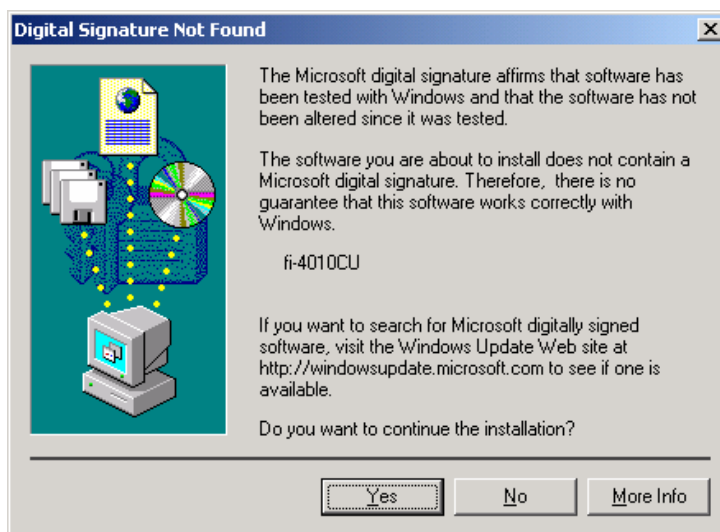 Digital Signature Not Found
The Microsoft digital signature affirms that software has
been tested with Windows and that the software has not
been altered since it was tested.
The software you are about to install does not contain a
Microsoft digital signature. Therefore,  there is no
guarantee that this software works correctly with
Windows.
fi-4010CU
If you want to search for Microsoft digitally signed
software, visit the Windows Update Web site at
http://windowsupdate.microsoft.com to see if one is
available.
Do you want to continue the installation?
Yes No More Info